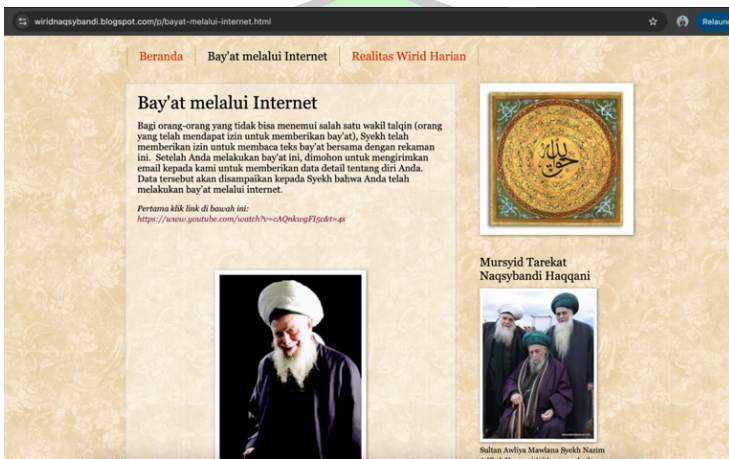 wiridnaqsybandi.blogspot.com/p/bayat-melalui-internet.html
Relaunc
Beranda
Bay'at melalui Internet
Realitas Wirid Harian
Bay'at melalui Internet
Bagi orang-orang yang tidak bisa menemui salah satu wakil talqin (orang
yang telah mendapat izin untuk memberikan bay'at), Syekh telah
memberikan izin untuk membaca teks bay'at bersama dengan rekaman
ini. Setelah Anda melakukan bay'at ini, dimohon untuk mengirimkan
email kepada kami untuk memberikan data detail tentang diri Anda.
Data tersebut akan disampaikan kepada Syekh bahwa Anda telah
melakukan bay'at melalui internet.
Pertama klik link di bawah ini:
https://www.youtube.com/watch?v=cAQnkwgFI5c&t=4s
Mursyid Tarekat
Naqsybandi Haqqani
Sultan Awliya Mawlana Syekh Nazim